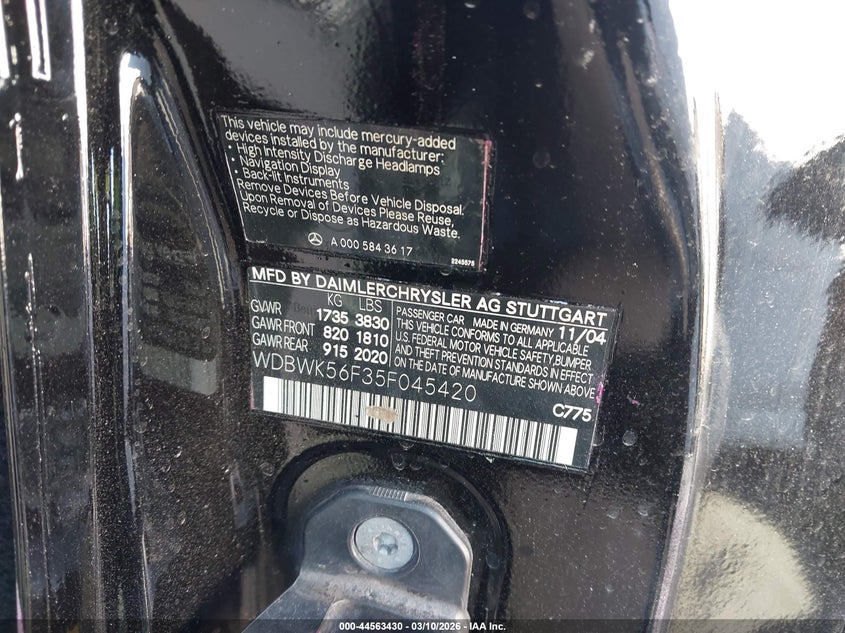 This vehicle may include mercury-added
devices installed by the manufacturer:
• High Intensity Discharge Headlamps
• Navigation Display
• Back-lit Instruments
Remove Devices Before Vehicle Disposal.
Upon Removal of Devices Please Reuse,
Recycle or Dispose as Hazardous Waste.
A 000 584 36 17
2245575
MFD BY DAIMLERCHRYSLER AG STUTTGART
KG LBS
GVWR 1735 3830
GAWR FRONT 820 1810
GAWR REAR 915 2020
PASSENGER CAR MADE IN GERMANY 11/04
THIS VEHICLE CONFORMS TO ALL APPLICABLE
U.S. FEDERAL MOTOR VEHICLE SAFETY, BUMPER
AND THEFT PREVENTION STANDARDS IN EFFECT
ON THE DATE OF MANUFACTURE SHOWN ABOVE
WDBWK56F35F045420
C775
000-44563430 - 03/10/2026 - IAA Inc.